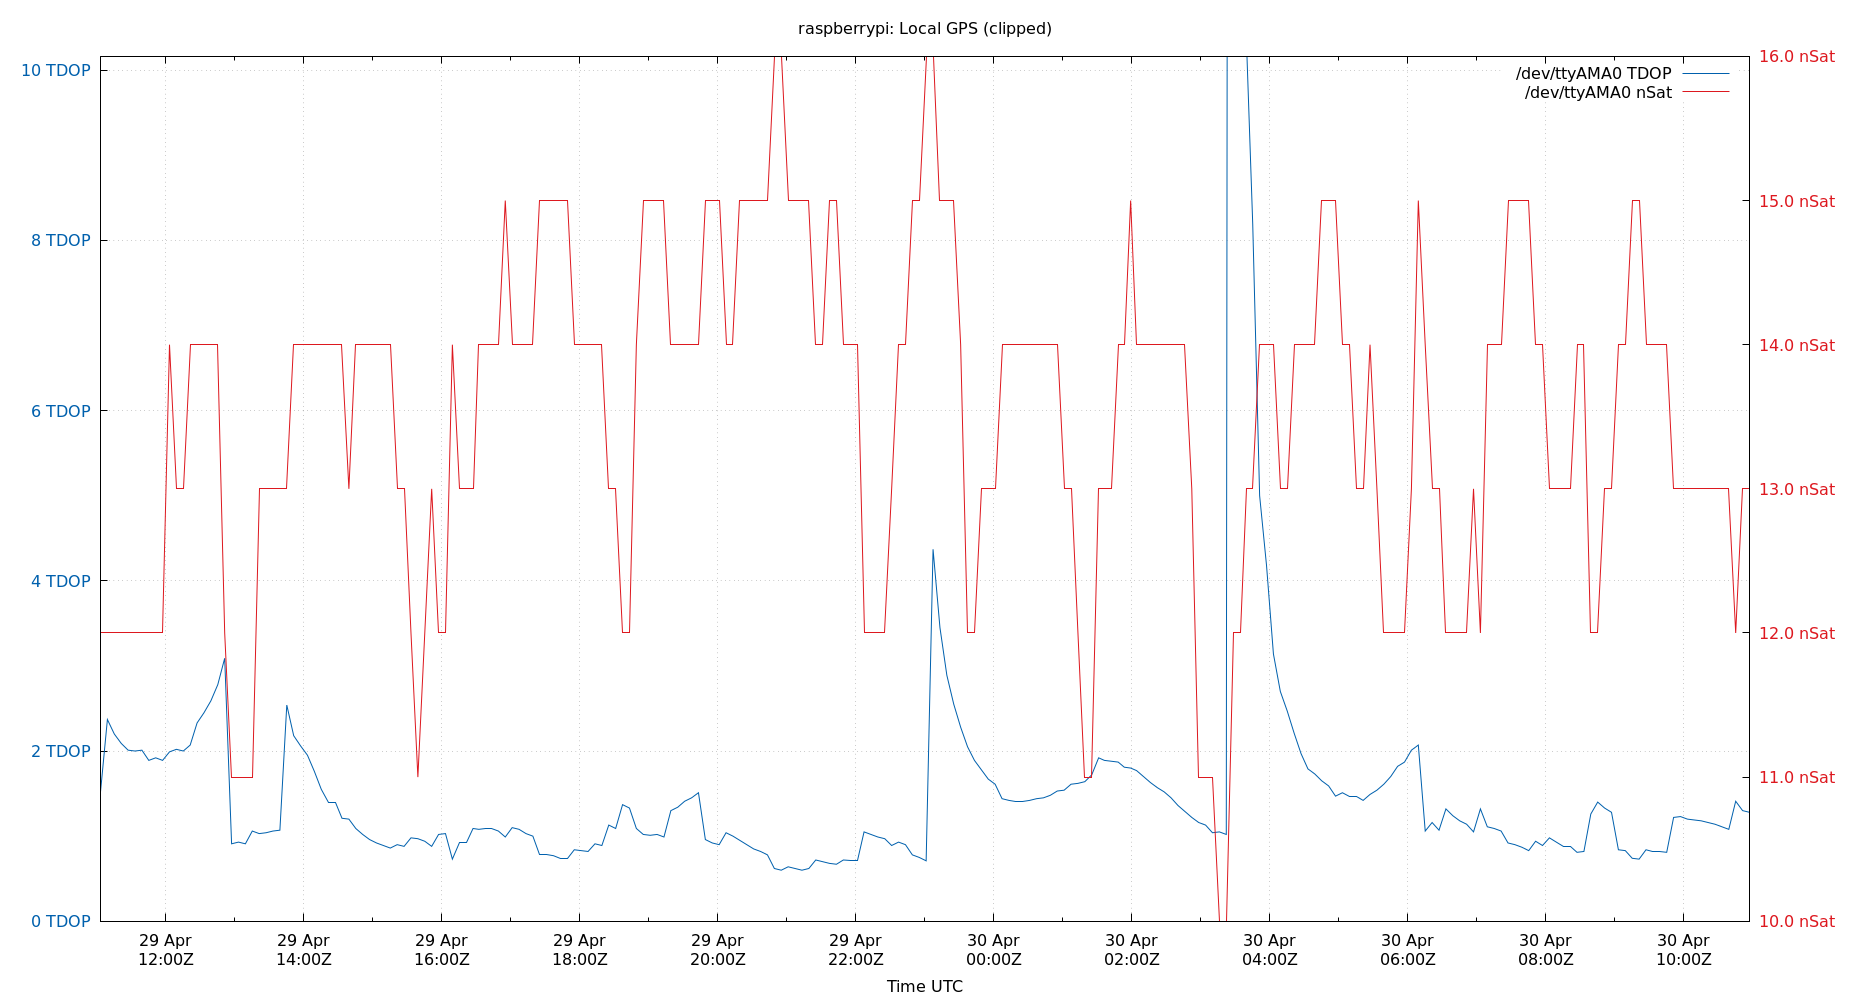 raspberrypi: Local GPS (clipped)
10 TDOP
8 TDOP
6 TDOP
4 TDOP
2 TDOP
0 TDOP
/dev/ttyAMA0 TDOP
/dev/ttyAMA0 nSat
16.0 nSat
15.0 nSat
14.0 nSat
13.0 nSat
12.0 nSat
11.0 nSat
10.0 nSat
29 Apr
12:00Z
29 Apr
14:00Z
29 Apr
16:00Z
29 Apr
18:00Z
29 Apr
20:00Z
29 Apr
22:00Z
30 Apr
00:00Z
30 Apr
02:00Z
30 Apr
04:00Z
30 Apr
06:00Z
30 Apr
08:00Z
30 Apr
10:00Z
Time UTC